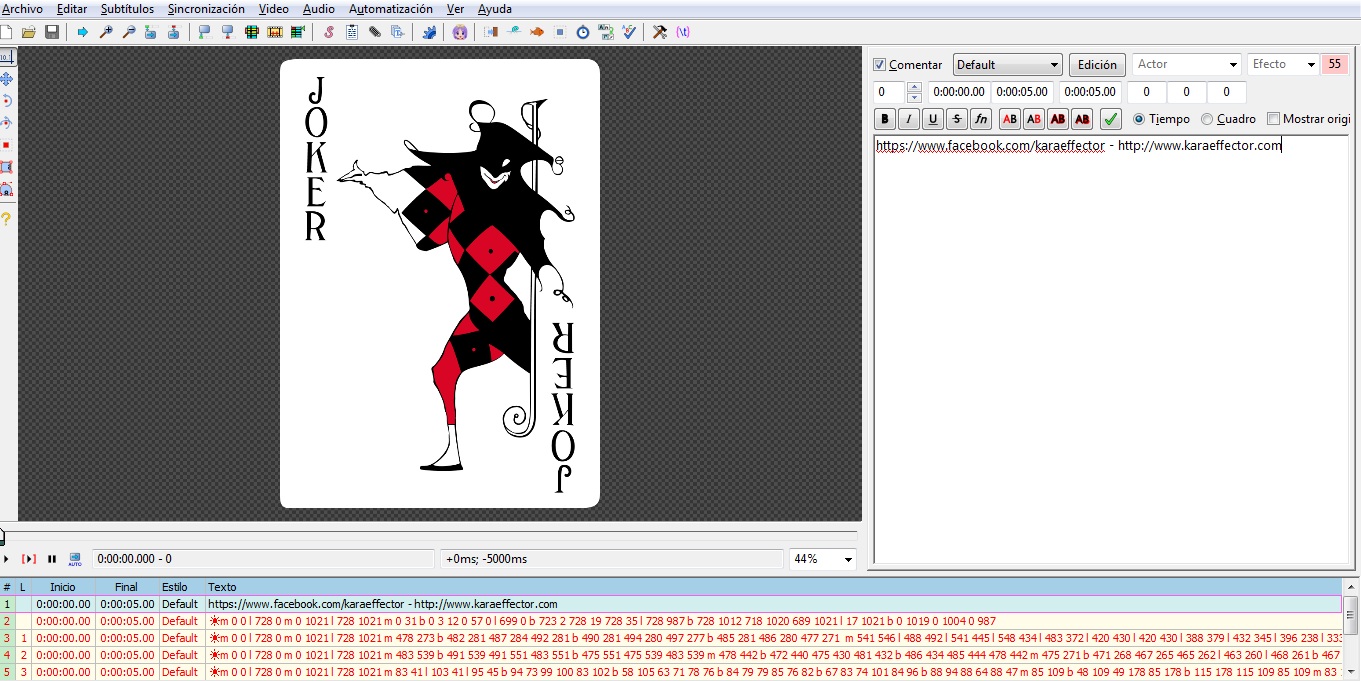 Archivo Editar Subtítulos Sincronización Video Audio Automatización Ver Ayuda
JOKER
JOKER
Comentar Default Edición Actor Efecto 55
0 0:00:00.00 0:00:05.00 0:00:05.00 0 0 0
B I U S fn AB AB AB AB Tiempo Cuadro Mostrar origi
https://www.facebook.com/karaeffector - http://www.karaeffector.com
AUTO 0:00:00.000 - 0 +0ms; -5000ms 44%
# L Inicio Final Estilo Texto
1 0:00:00.00 0:00:05.00 Default https://www.facebook.com/karaeffector - http://www.karaeffector.com
2 0:00:00.00 0:00:05.00 Default ☀m 0 0 l 728 0 m 0 1021 l 728 1021 m 0 31 b 0 3 12 0 57 0 l 699 0 b 723 2 728 19 728 35 l 728 987 b 728 1012 718 1020 689 1021 l 17 1021 b 0 1019 0 1004 0 987
3 1 0:00:00.00 0:00:05.00 Default ☀m 0 0 l 728 0 m 0 1021 l 728 1021 m 478 273 b 482 281 487 284 492 281 b 490 281 494 280 497 277 b 485 281 486 280 477 271 m 541 546 l 488 492 l 541 445 l 548 434 l 483 372 l 420 430 l 420 430 l 388 379 l 432 345 l 396 238 l 333
4 2 0:00:00.00 0:00:05.00 Default ☀m 0 0 l 728 0 m 0 1021 l 728 1021 m 483 539 b 491 539 491 551 483 551 b 475 551 475 539 483 539 m 478 442 b 472 440 475 430 481 432 b 486 434 485 444 478 442 m 475 271 b 471 268 467 265 465 262 l 463 260 l 468 261 b 467
5 3 0:00:00.00 0:00:05.00 Default ☀m 0 0 l 728 0 m 0 1021 l 728 1021 m 83 41 l 103 41 l 95 45 b 94 73 99 100 83 102 b 58 105 63 71 78 76 b 84 79 79 85 76 82 b 67 83 74 101 84 96 b 88 94 88 64 88 47 m 85 109 b 48 109 49 178 85 178 b 115 178 115 109 85 109 m 83